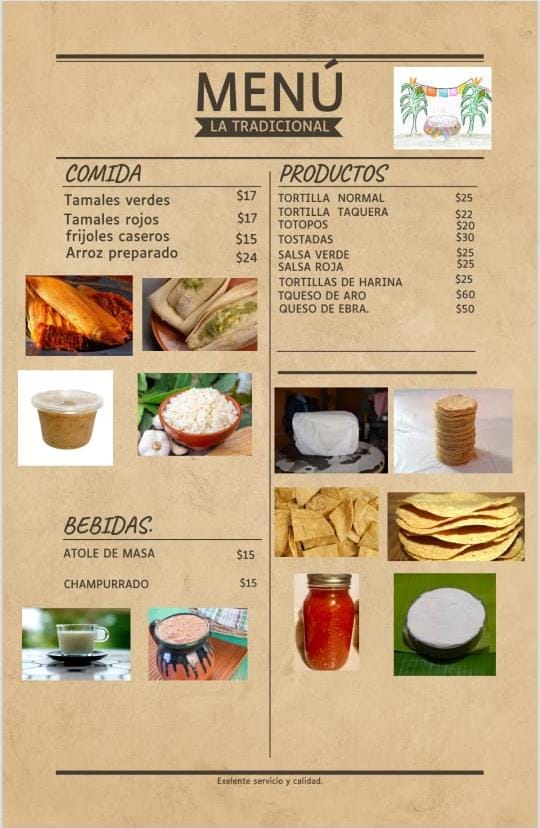 MENÚ
LA TRADICIONAL
COMIDA
Tamales verdes $17
Tamales rojos $17
frijoles caseros $15
Arroz preparado $24
BEBIDAS.
ATOLE DE MASA $15
CHAMPURRADO $15
PRODUCTOS
TORTILLA NORMAL $25
TORTILLA TAQUERA $22
TOTOPOS $20
TOSTADAS $30
SALSA VERDE $25
SALSA ROJA $25
TORTILLAS DE HARINA $25
TQUESO DE ARO $60
QUESO DE EBRA. $50
Exelente servicio y calidad.